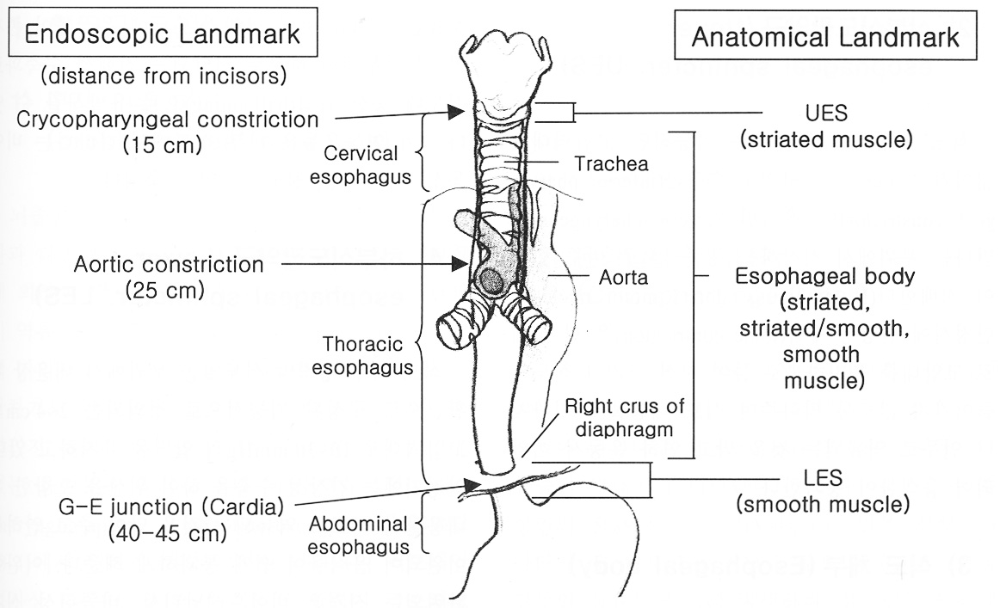 Endoscopic Landmark
(distance from incisors)
Crycopharyngeal constriction
(15 cm)
Cervical
esophagus
Aortic constriction
(25 cm)
Thoracic
esophagus
G-E junction (Cardia)
(40-45 cm)
Abdominal
esophagus
Trachea
Aorta
Right crus of
diaphragm
Anatomical Landmark
UES
(striated muscle)
Esophageal body
(striated,
striated/smooth,
smooth
muscle)
LES
(smooth muscle)